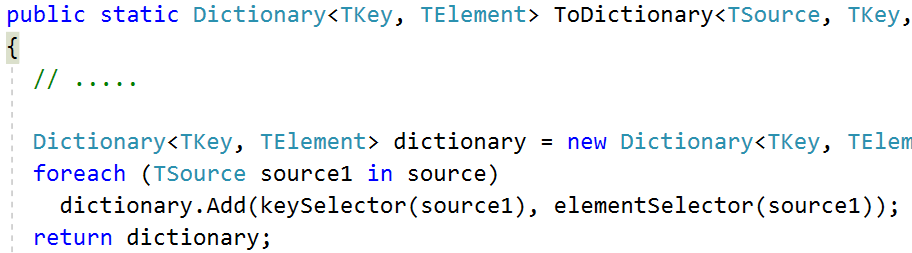 public static Dictionary<TKey, TElement> ToDictionary<TSource, TKey,
{
// .....
Dictionary<TKey, TElement> dictionary = new Dictionary<TKey, TElem
foreach (TSource source1 in source)
dictionary.Add(keySelector(source1), elementSelector(source1));
return dictionary;